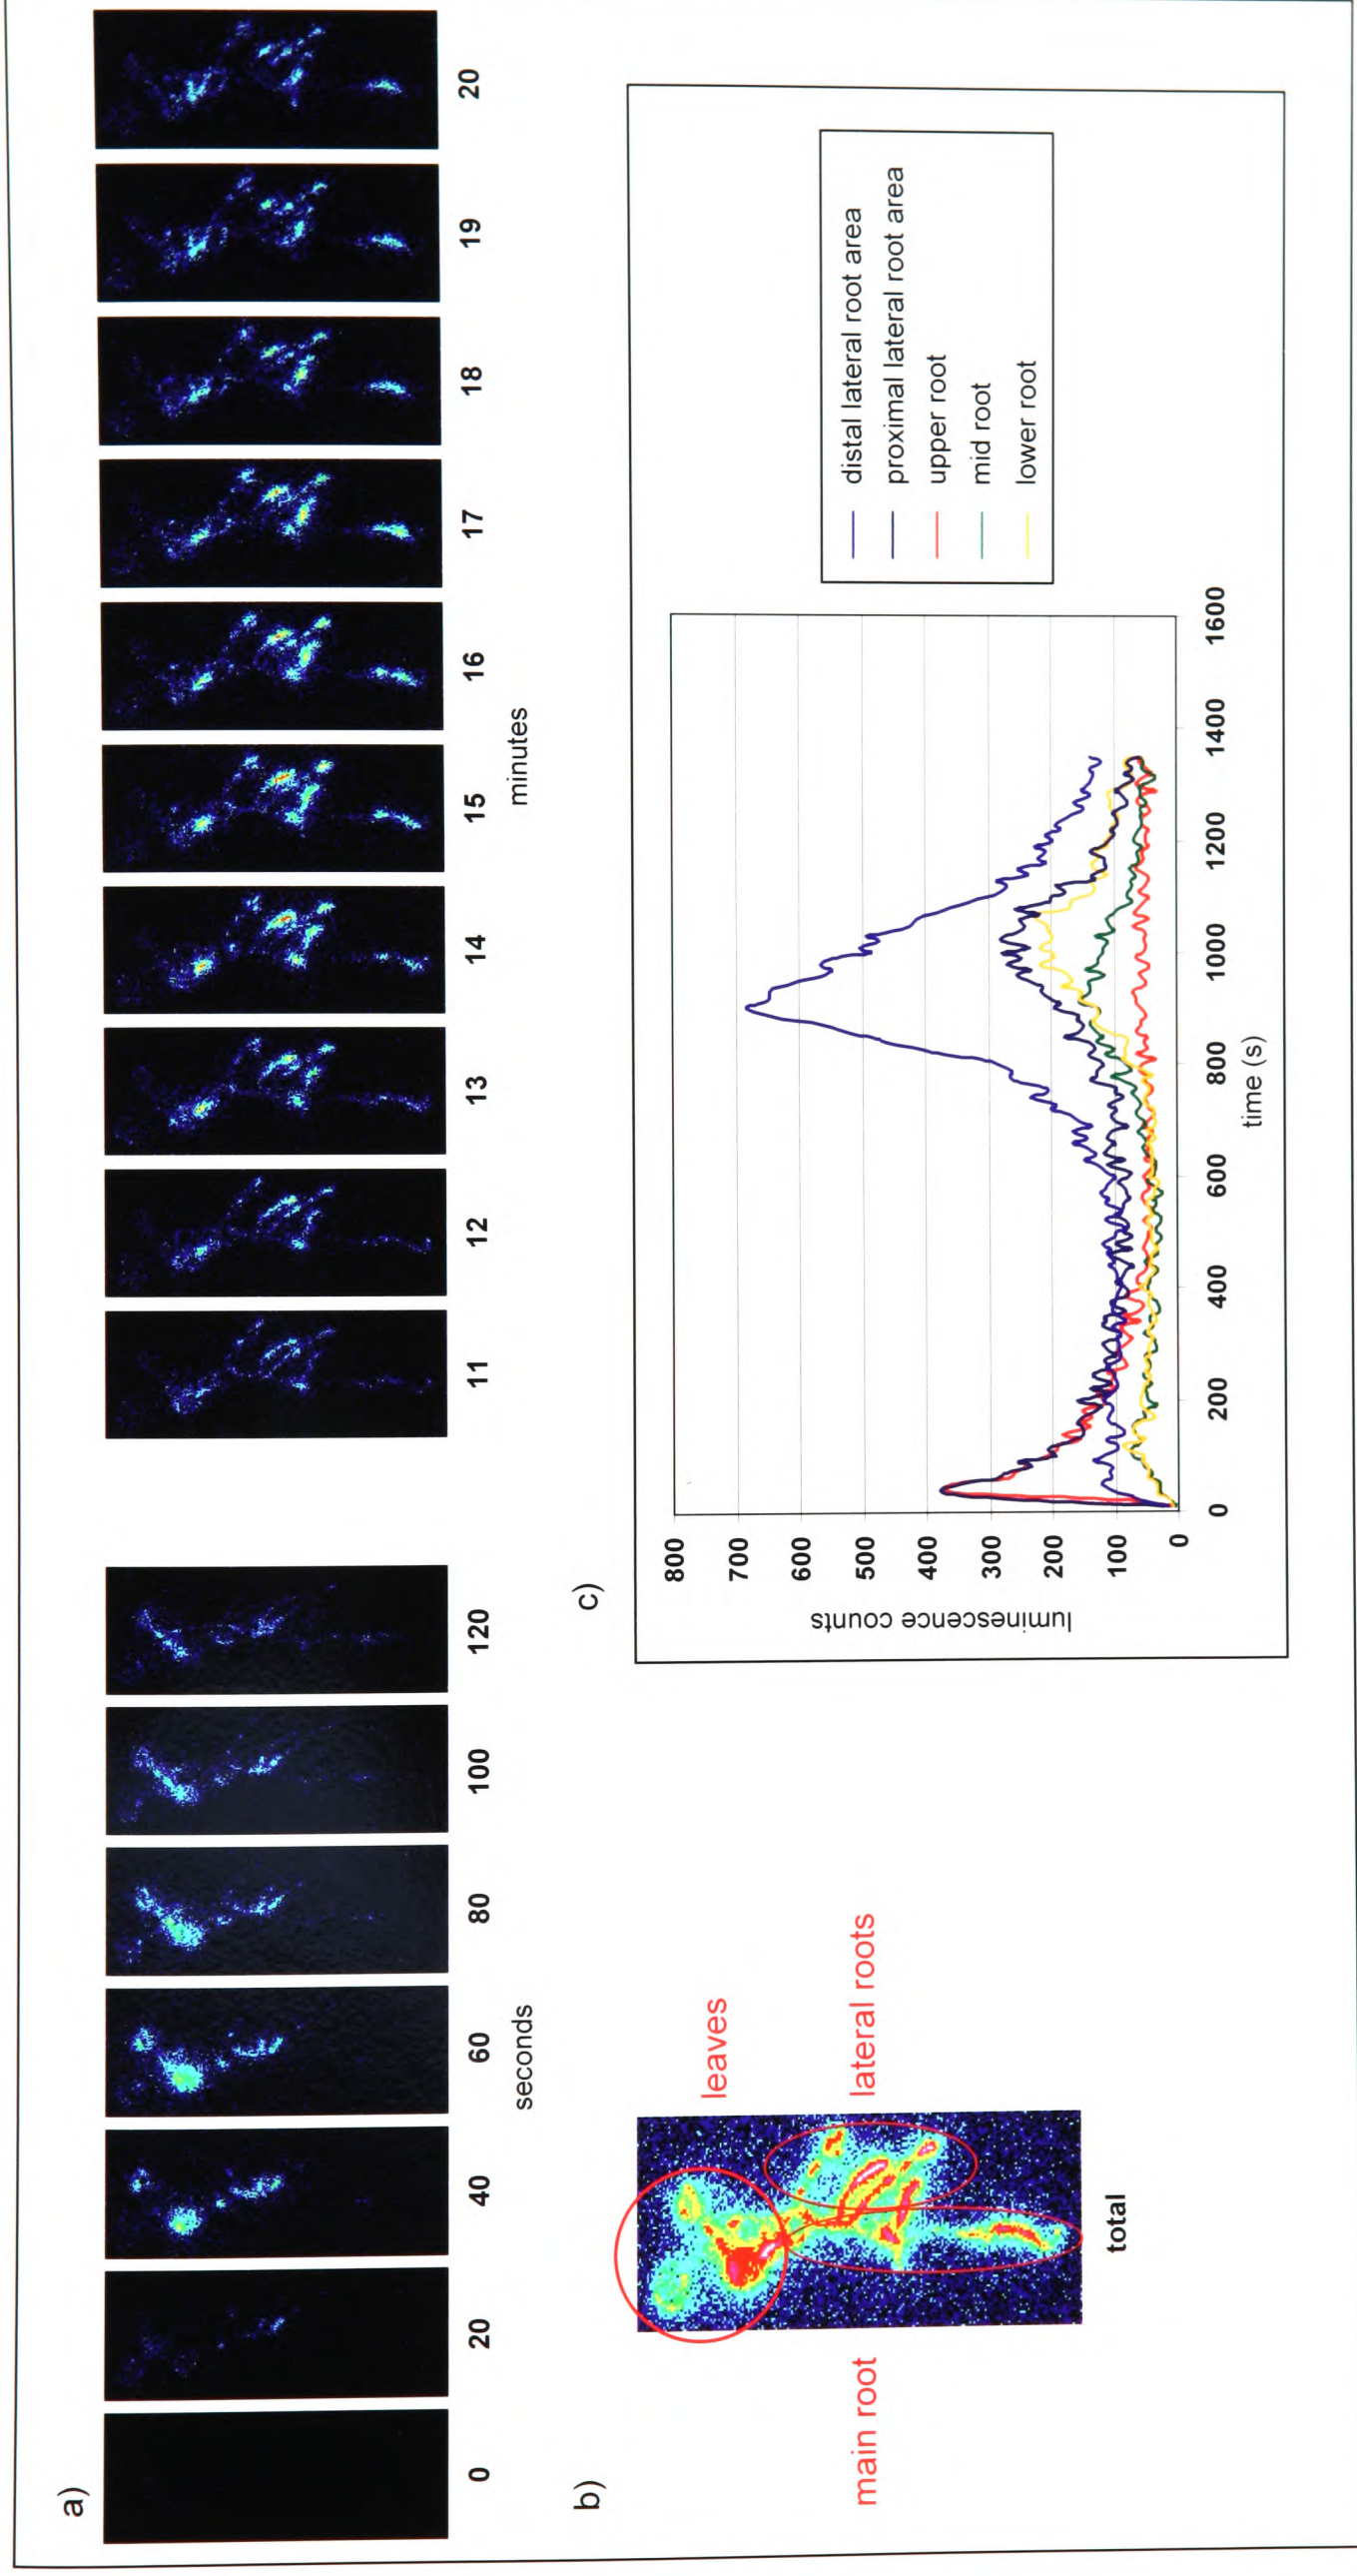 a)
0 20 40 60 80 100 120 11 12 13 14 15 16 17 18 19 20
seconds minutes
b)
leaves
main root lateral roots
total
c)
luminescence counts
800
700
600
500
400
300
200
100
0
0 200 400 600 800 1000 1200 1400 1600
time (s)
distal lateral root area
proximal lateral root area
upper root
mid root
lower root